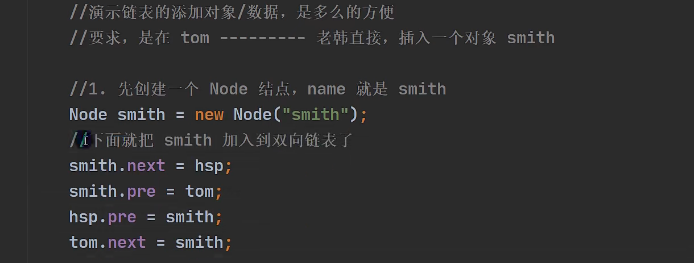 //演示链表的添加对象/数据，是多么的方便
//要求，是在 tom --------- 老韩直接，插入一个对象 smith
//1. 先创建一个 Node 结点，name 就是 smith
Node smith = new Node("smith");
//下面就把 smith 加入到双向链表了
smith.next = hsp;
smith.pre = tom;
hsp.pre = smith;
tom.next = smith;